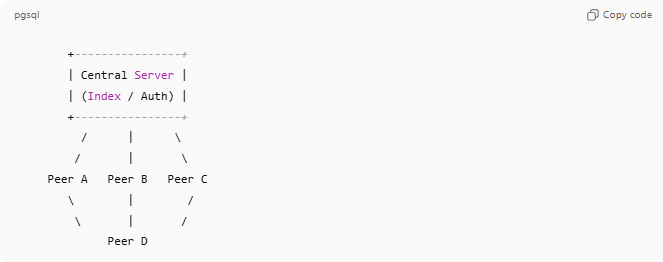 pgsql
Copy code
+----------------+
| Central Server |
| (Index / Auth) |
+----------------+
/ | \
/ | \
Peer A Peer B Peer C
\ | /
\ | /
Peer D